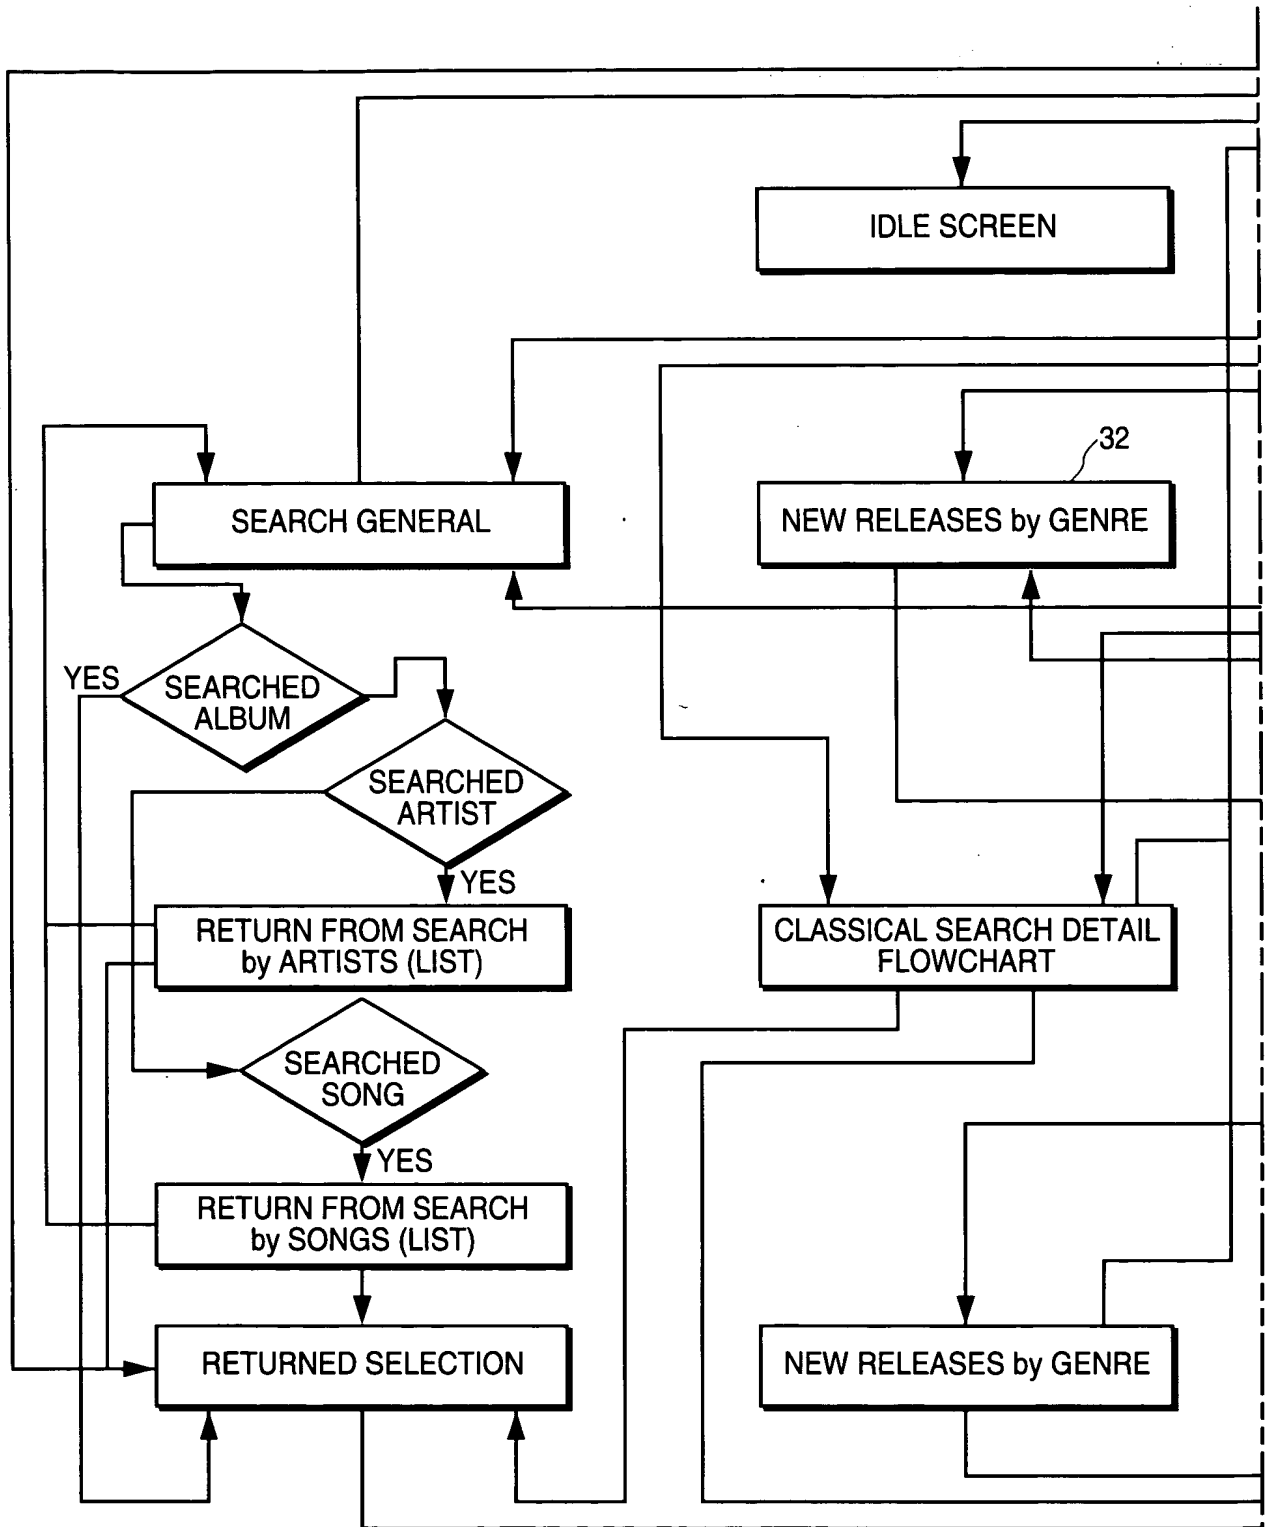 IDLE SCREEN
32
SEARCH GENERAL
NEW RELEASES by GENRE
YES
SEARCHED
ALBUM
SEARCHED
ARTIST
YES
RETURN FROM SEARCH
by ARTISTS (LIST)
CLASSICAL SEARCH DETAIL
FLOWCHART
SEARCHED
SONG
YES
RETURN FROM SEARCH
by SONGS (LIST)
RETURNED SELECTION
NEW RELEASES by GENRE